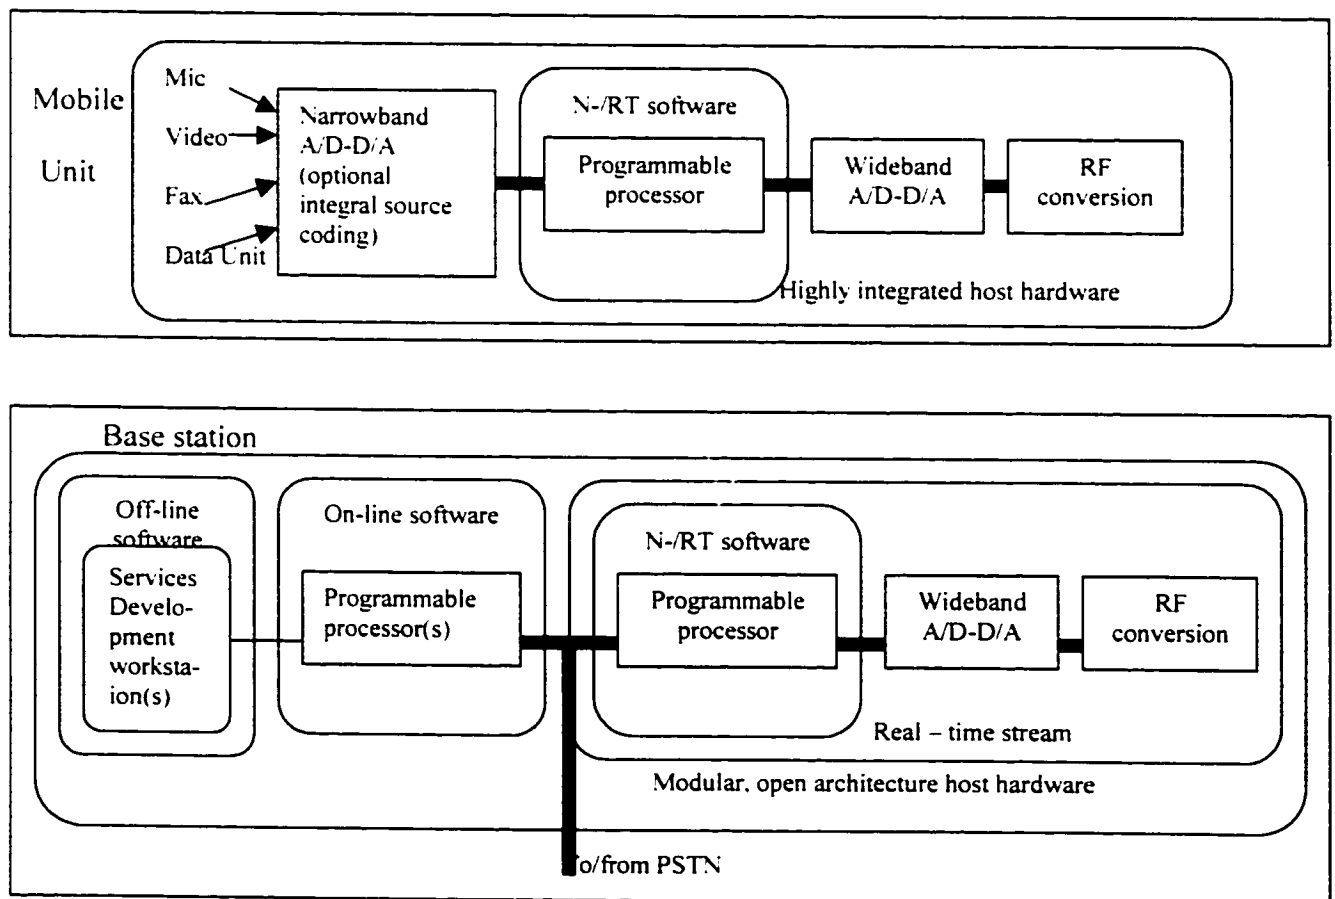 Mobile
Unit
Mic
Video
Fax
Data Unit
Narrowband
A/D-D/A
(optional
integral source
coding)
N-/RT software
Programmable
processor
Wideband
A/D-D/A
RF
conversion
Highly integrated host hardware
Base station
Off-line
software
Services
Develo-
pment
worksta-
ion(s)
On-line software
Programmable
processor(s)
N-/RT software
Programmable
processor
Wideband
A/D-D/A
RF
conversion
Real – time stream
Modular, open architecture host hardware
To/from PSTN